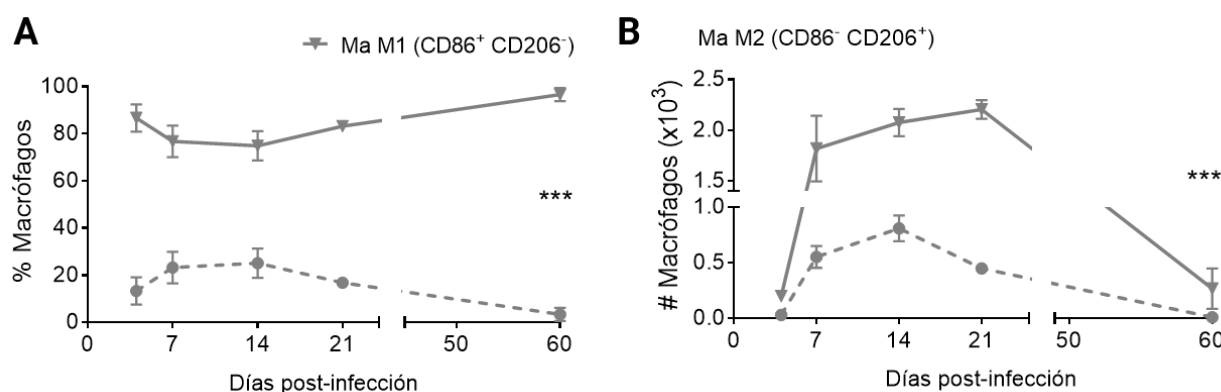 A
Ma M1 (CD86⁺ CD206⁻)
% Macrófagos
100
80
60
40
20
0
***
0 7 14 21 50 60
Días post-infección
B
Ma M2 (CD86⁻ CD206⁺)
# Macrófagos (x10³)
2.5
2.0
1.5
1.0
0.5
0.0
***
0 7 14 21 50 60
Días post-infección